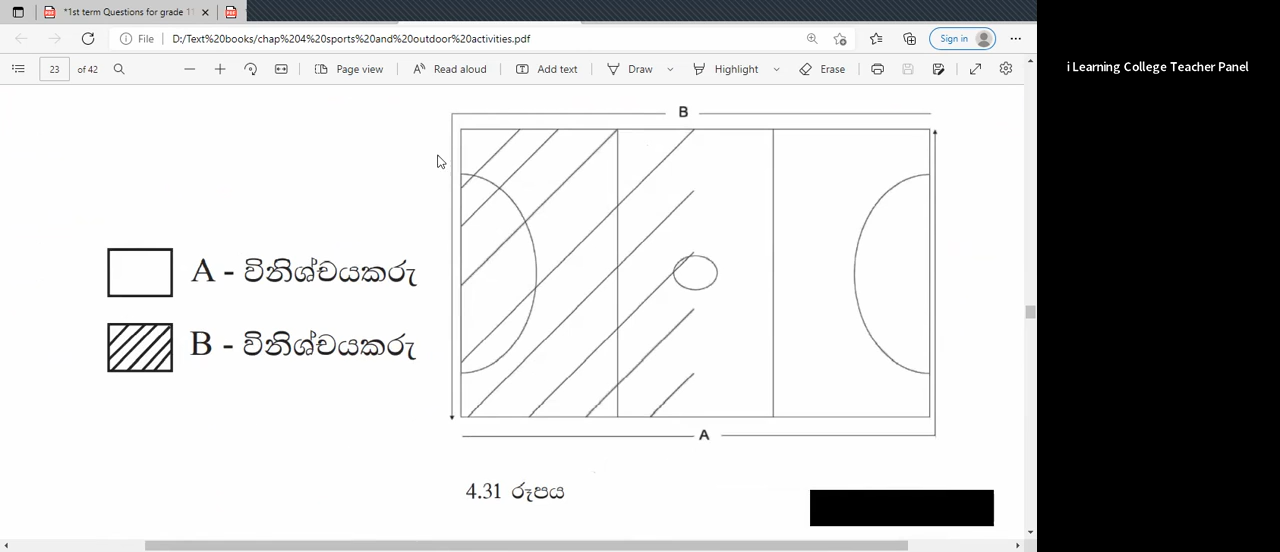 *1st term Questions for grade 11
File D:/Text%20books/chap%204%20sports%20and%20outdoor%20activities.pdf Sign in
23 of 42 Page view Read aloud Add text Draw Highlight Erase
i Learning College Teacher Panel
B
A - විනිශ්චයකරු
B - විනිශ්චයකරු
A
4.31 රූපය